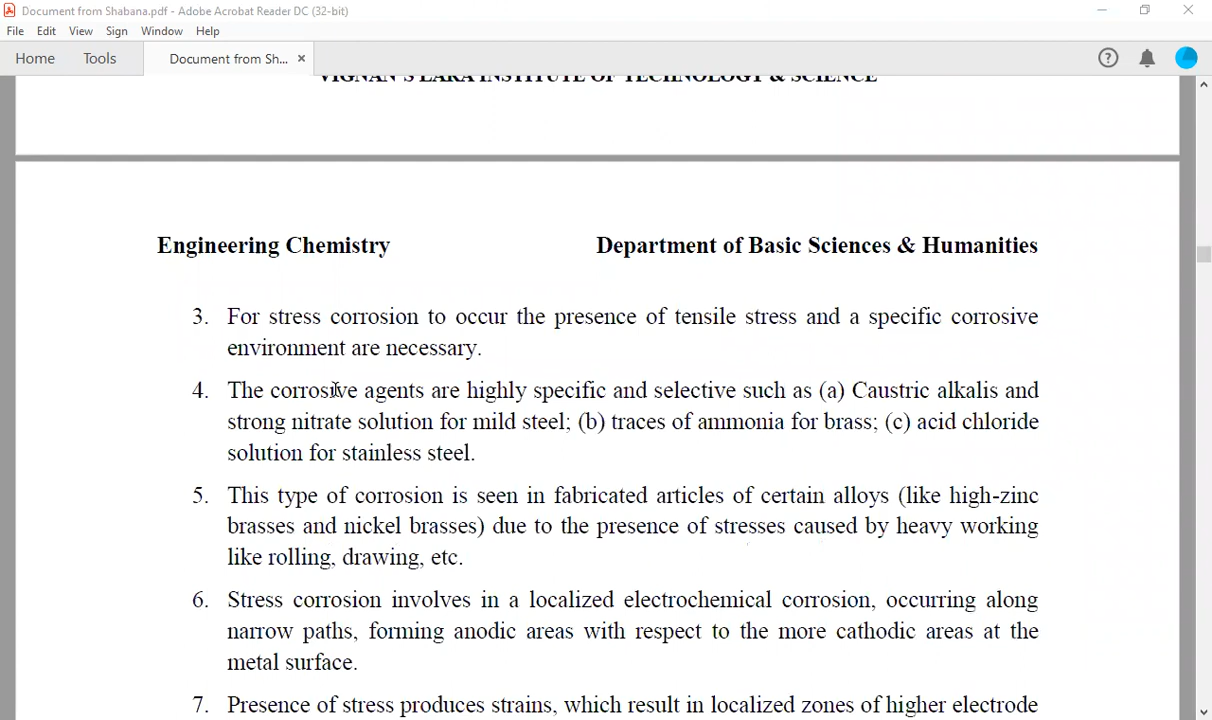 Document from Shabana.pdf - Adobe Acrobat Reader DC (32-bit)
File Edit View Sign Window Help
Home Tools Document from Sh... ×
VIGNAN'S LARA INSTITUTE OF TECHNOLOGY & SCIENCE
Engineering Chemistry Department of Basic Sciences & Humanities
3. For stress corrosion to occur the presence of tensile stress and a specific corrosive
environment are necessary.
4. The corrosive agents are highly specific and selective such as (a) Caustric alkalis and
strong nitrate solution for mild steel; (b) traces of ammonia for brass; (c) acid chloride
solution for stainless steel.
5. This type of corrosion is seen in fabricated articles of certain alloys (like high-zinc
brasses and nickel brasses) due to the presence of stresses caused by heavy working
like rolling, drawing, etc.
6. Stress corrosion involves in a localized electrochemical corrosion, occurring along
narrow paths, forming anodic areas with respect to the more cathodic areas at the
metal surface.
7. Presence of stress produces strains, which result in localized zones of higher electrode